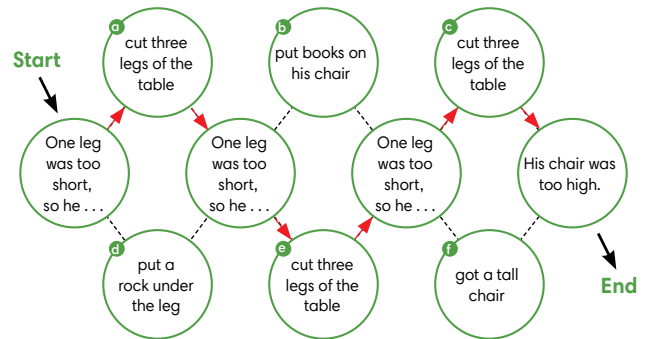 Start
One leg
was too
short,
so he . . .
a
cut three
legs of the
table
d
put a
rock under
the leg
One leg
was too
short,
so he . . .
b
put books on
his chair
e
cut three
legs of the
table
One leg
was too
short,
so he . . .
c
cut three
legs of the
table
f
got a tall
chair
His chair was
too high.
End